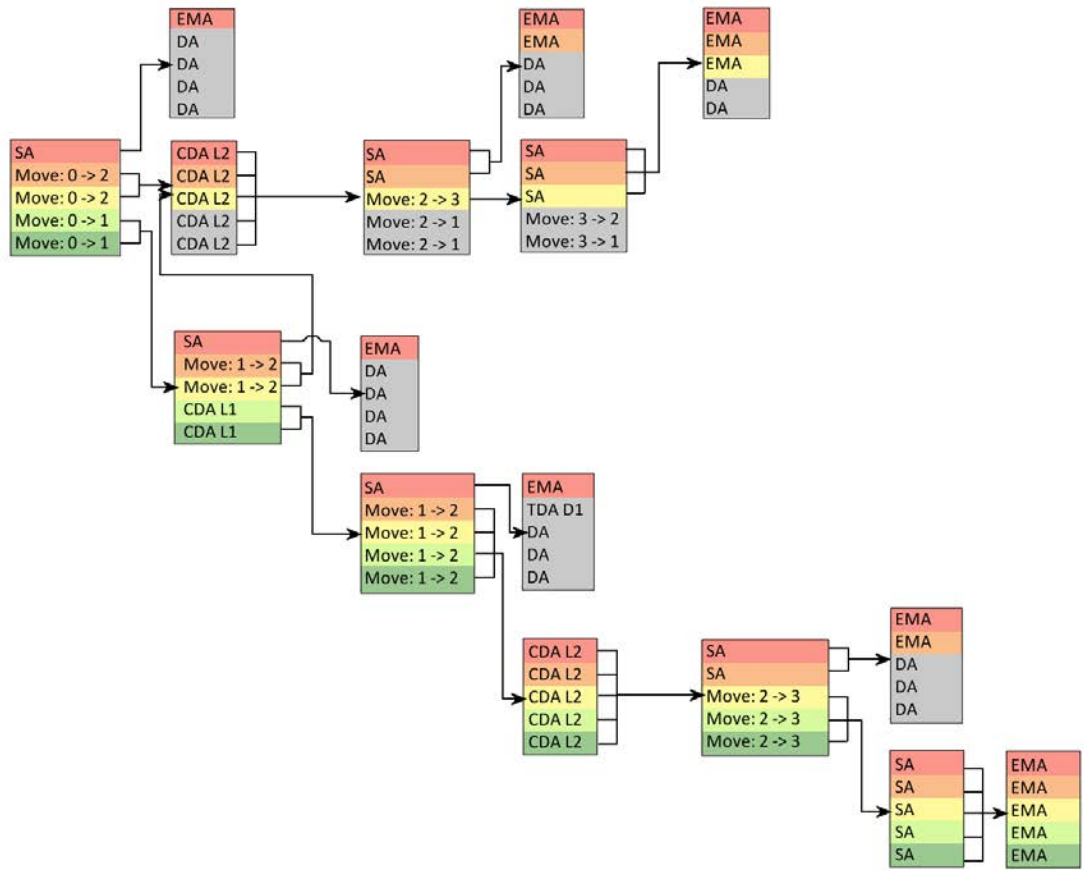 EMA
DA
DA
DA
DA
EMA
EMA
DA
DA
DA
EMA
EMA
EMA
DA
DA
SA
Move: 0 -> 2
Move: 0 -> 2
Move: 0 -> 1
Move: 0 -> 1
CDA L2
CDA L2
CDA L2
CDA L2
CDA L2
SA
SA
Move: 2 -> 3
Move: 2 -> 1
Move: 2 -> 1
SA
SA
SA
Move: 3 -> 2
Move: 3 -> 1
SA
Move: 1 -> 2
Move: 1 -> 2
CDA L1
CDA L1
EMA
DA
DA
DA
DA
SA
Move: 1 -> 2
Move: 1 -> 2
Move: 1 -> 2
Move: 1 -> 2
EMA
TDA D1
DA
DA
DA
CDA L2
CDA L2
CDA L2
CDA L2
CDA L2
SA
SA
Move: 2 -> 3
Move: 2 -> 3
Move: 2 -> 3
EMA
EMA
DA
DA
DA
SA
SA
SA
SA
SA
EMA
EMA
EMA
EMA
EMA